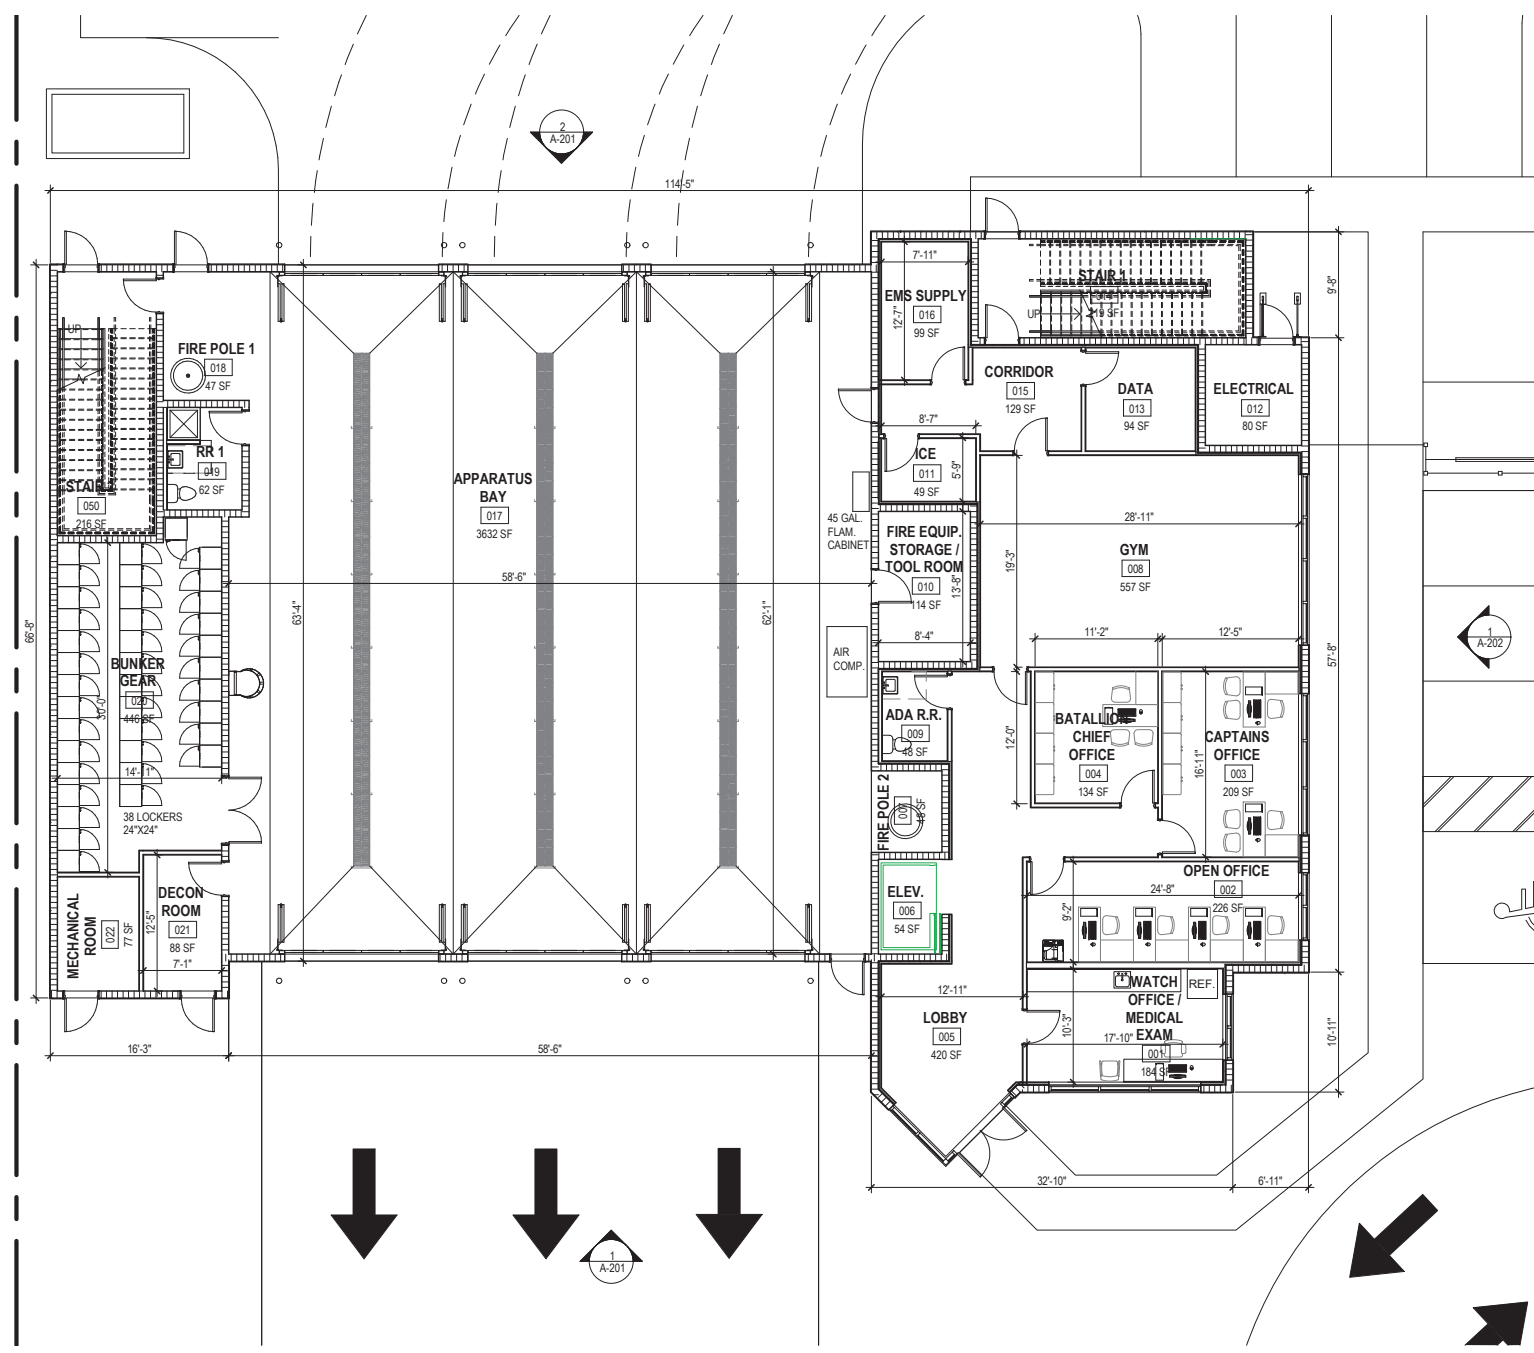 2
A-201
114'-5"
7'-11"
EMS SUPPLY
016
99 SF
12'-7"
STAIR 1
UP
9'-8"
UP
FIRE POLE 1
018
47 SF
CORRIDOR
015
129 SF
DATA
013
94 SF
ELECTRICAL
012
80 SF
8'-7"
RR 1
019
62 SF
ICE
011
49 SF
5'-9"
STAIR
050
216 SF
APPARATUS
BAY
017
3632 SF
45 GAL.
FLAM.
CABINET
FIRE EQUIP.
STORAGE /
TOOL ROOM
010
114 SF
13'-8"
8'-4"
28'-11"
GYM
008
557 SF
19'-3"
58'-6"
63'-4"
62'-1"
66'-8"
11'-2"
12'-5"
1
A-202
57'-8"
AIR
COMP.
BUNKER
GEAR
020
446 SF
30'-0"
14'-11"
38 LOCKERS
24"X24"
ADA R.R.
009
48 SF
12'-0"
BATALLION
CHIEF
OFFICE
004
134 SF
CAPTAINS
OFFICE
003
209 SF
16'-11"
FIRE POLE 2
007
48 SF
OPEN OFFICE
002
226 SF
24'-8"
9'-2"
ELEV.
006
54 SF
DECON
ROOM
021
88 SF
12'-5"
7'-1"
MECHANICAL
ROOM
022
77 SF
12'-11"
LOBBY
005
420 SF
WATCH
OFFICE /
MEDICAL
EXAM
001
184 SF
REF.
10'-3"
17'-10"
10'-11"
16'-3"
58'-6"
32'-10"
6'-11"
1
A-201